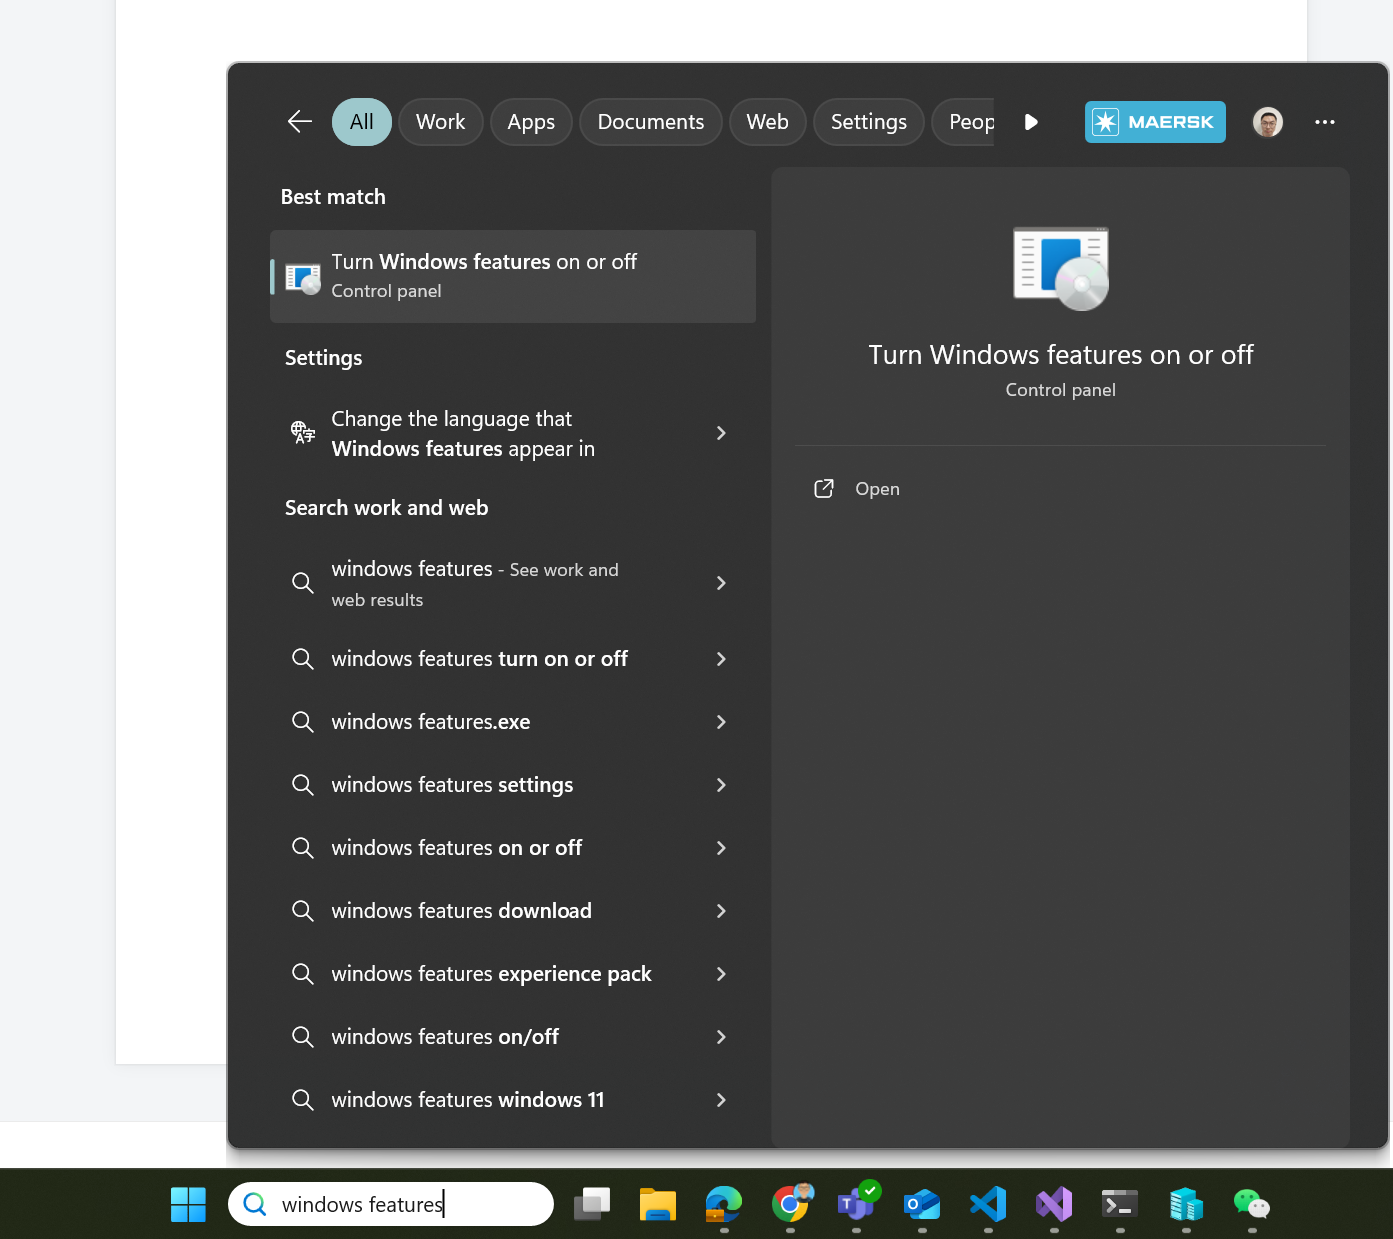 All
Work
Apps
Documents
Web
Settings
Peop
MAERSK
Best match
Turn Windows features on or off
Control panel
Settings
Change the language that
Windows features appear in
Search work and web
windows features - See work and
web results
windows features turn on or off
windows features.exe
windows features settings
windows features on or off
windows features download
windows features experience pack
windows features on/off
windows features windows 11
Turn Windows features on or off
Control panel
Open
windows features